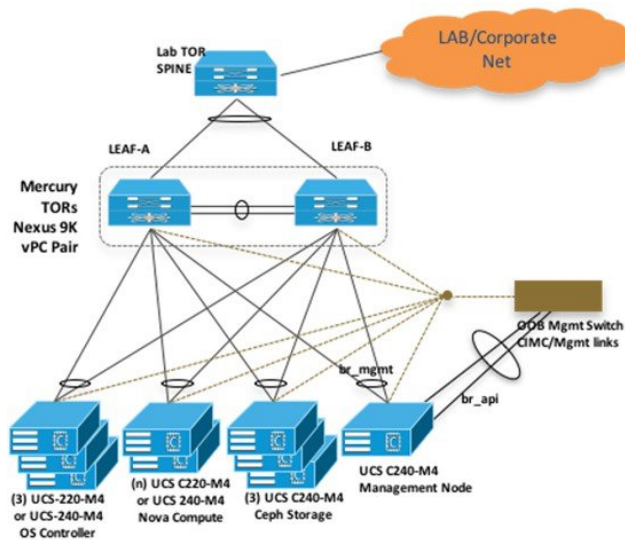 Lab TOR
SPINE
LAB/Corporate
Net
LEAF-A
LEAF-B
Mercury
TORs
Nexus 9K
vPC Pair
OOB Mgmt Switch
CIMC/Mgmt links
br_mgmt
br_api
(3) UCS-220-M4
or UCS-240-M4
OS Controller
(n) UCS C220-M4
or UCS 240-M4
Nova Compute
(3) UCS C240-M4
Ceph Storage
UCS C240-M4
Management Node